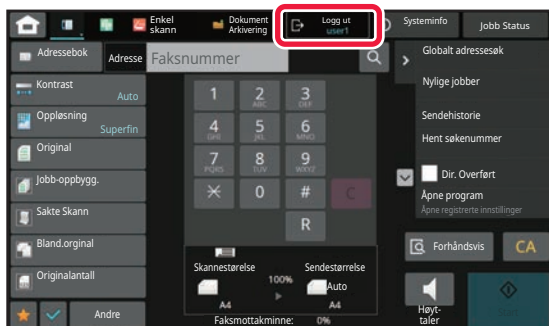 Enkel
skann
Dokument
Arkivering
Logg ut
user1
Systeminfo
Jobb Status
Adressebok
Adresse
Faksnummer
Globalt adressesøk
Kontrast
Auto
Nylige jobber
Oppløsning
Superfin
Sendehistorie
Original
Hent søkenummer
Jobb-oppbygg.
Dir. Overført
Sakte Skann
Åpne program
Åpne registrerte innstillinger
Bland.orginal
Originalantall
Andre
1
2 ABC
3 DEF
4 GHI
5 JKL
6 MNO
7 PQRS
8 TUV
9 WXYZ
0
#
C
R
Skannestørelse
100%
Sendestørrelse
Auto
A4
A4
Faksmottakminne: 0%
Forhåndsvis
CA
Høyt-
taler
Start